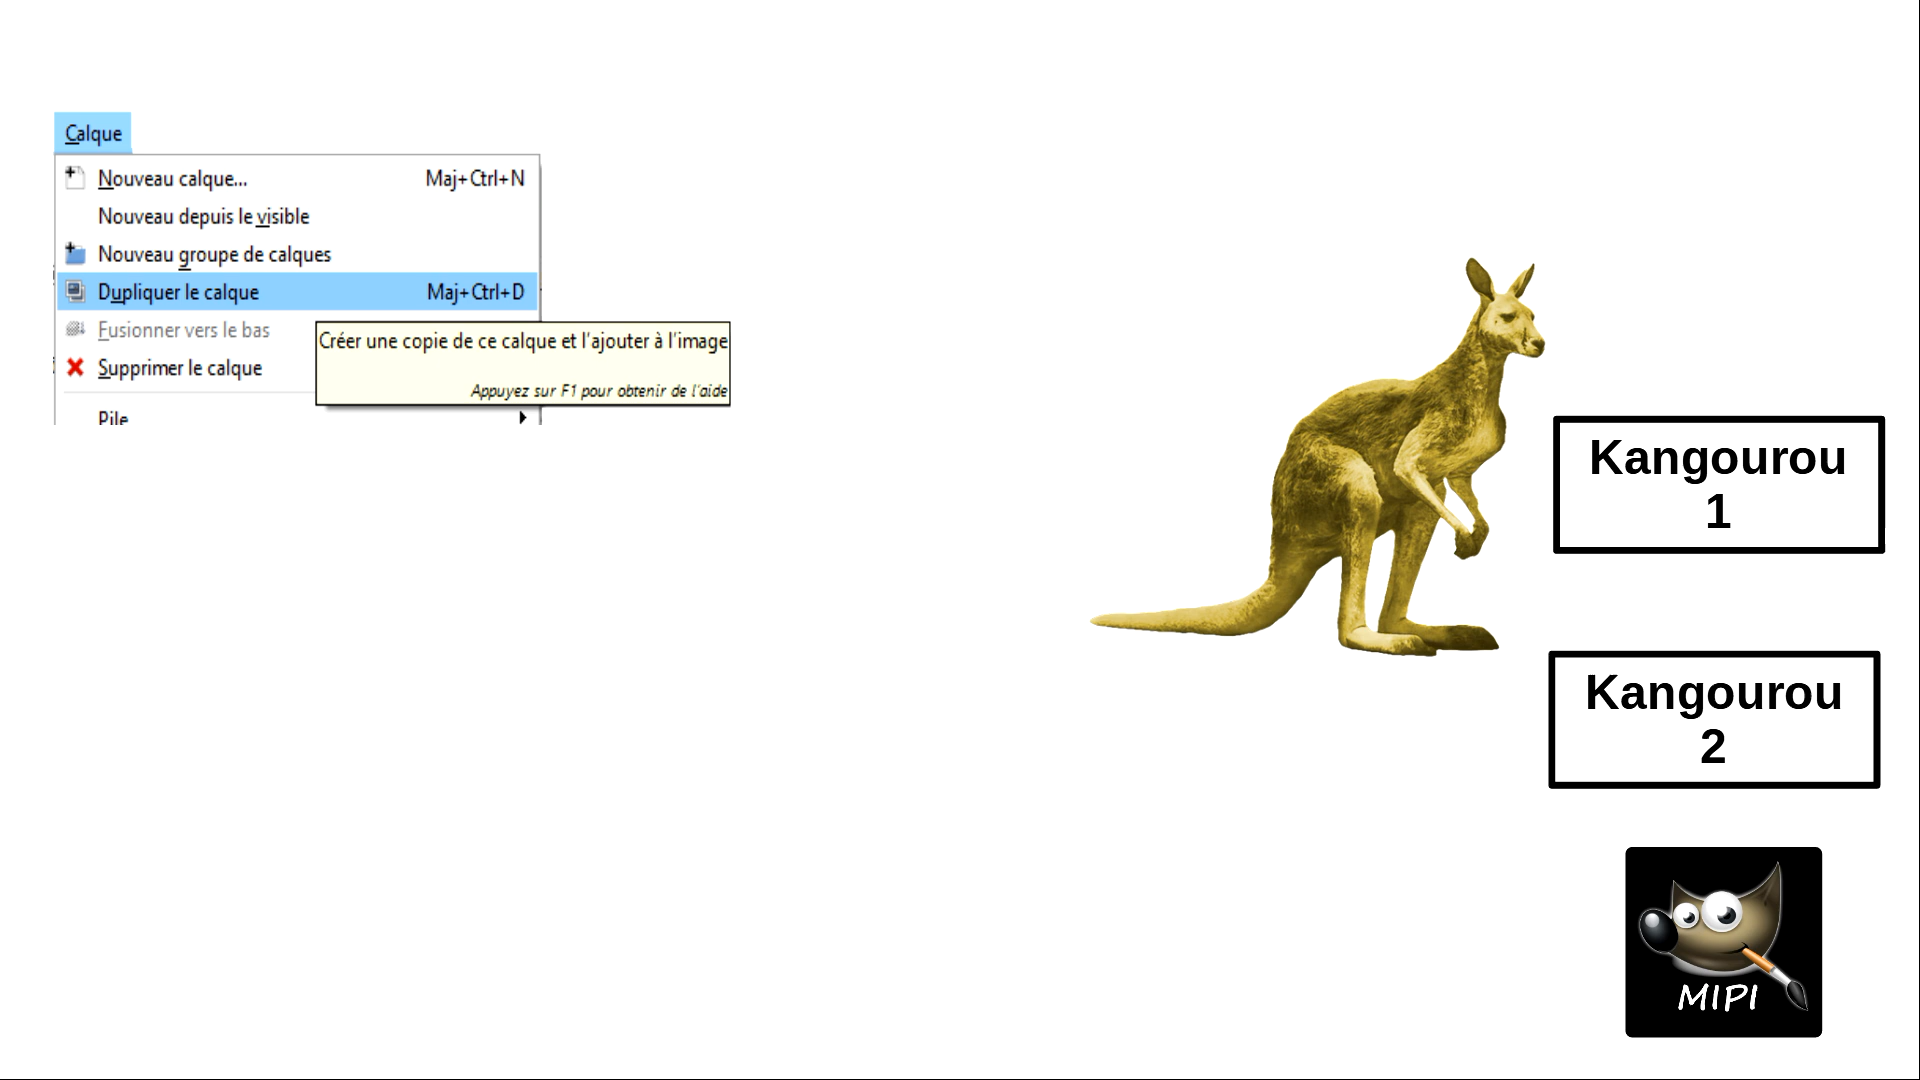 Calque
Nouveau calque... Maj+Ctrl+N
Nouveau depuis le visible
Nouveau groupe de calques
Dupliquer le calque Maj+Ctrl+D
Fusionner vers le bas
Créer une copie de ce calque et l'ajouter à l'image
Supprimer le calque
Appuyez sur F1 pour obtenir de l'aide
Pile
Kangourou
1
Kangourou
2
MIPI